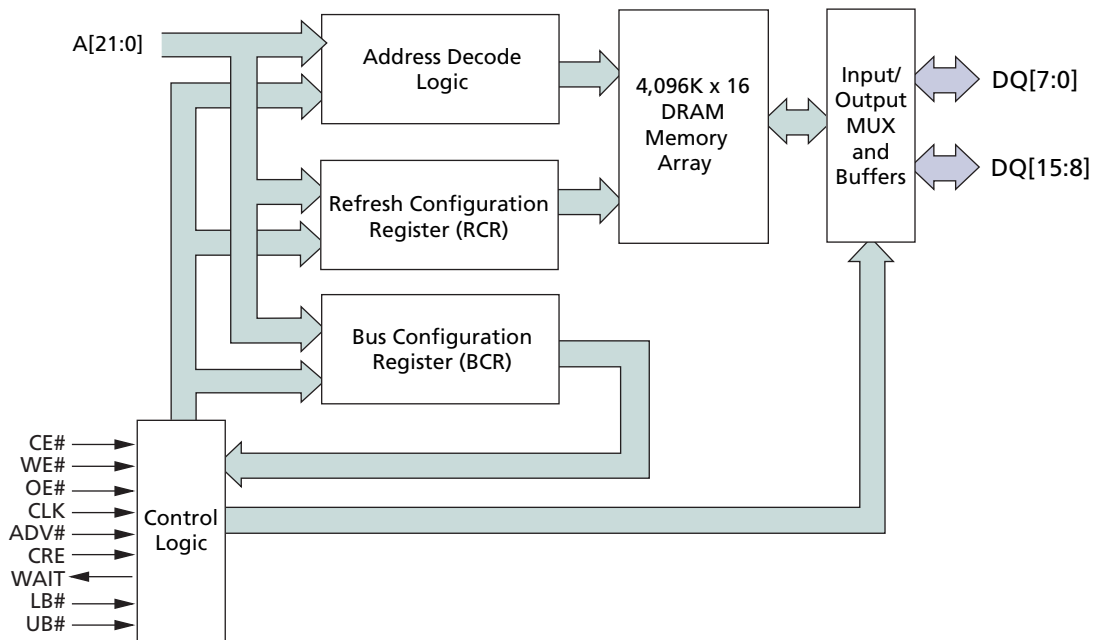 A[21:0]
Address Decode
Logic
4,096K x 16
DRAM
Memory
Array
Input/
Output
MUX
and
Buffers
DQ[7:0]
DQ[15:8]
Refresh Configuration
Register (RCR)
Bus Configuration
Register (BCR)
CE#
WE#
OE#
CLK
ADV#
CRE
WAIT
LB#
UB#
Control
Logic